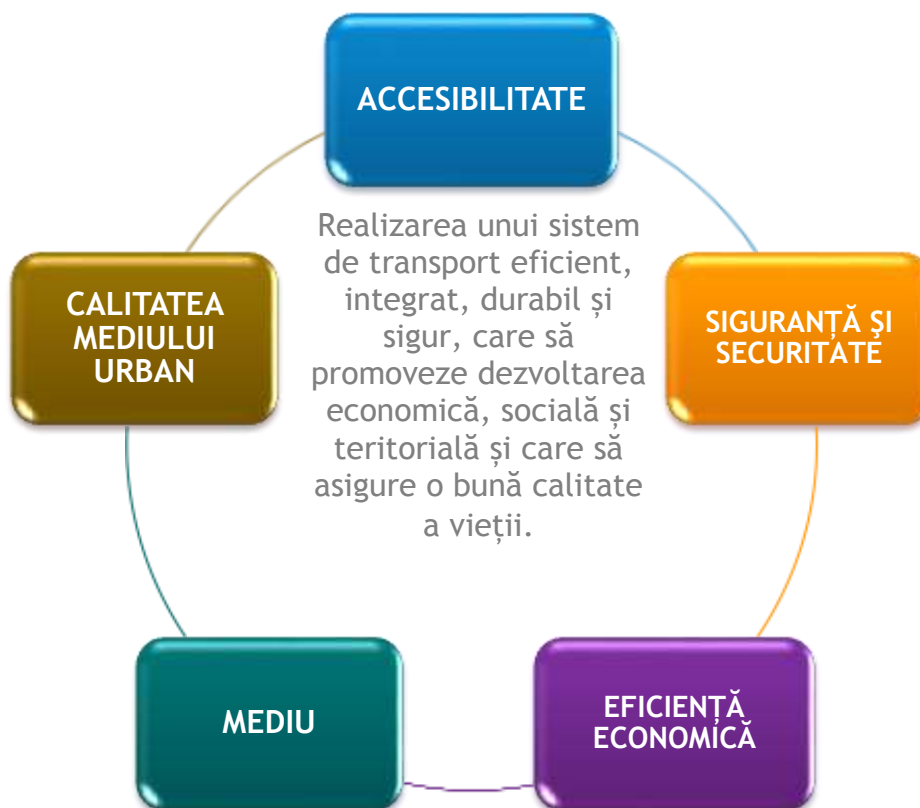 ACCESIBILITATE
Realizarea unui sistem
de transport eficient,
integrat, durabil și
sigur, care să
promoveze dezvoltarea
economică, socială și
teritorială și care să
asigure o bună calitate
a vieții.
CALITATEA
MEDIULUI
URBAN
SIGURANȚĂ ŞI
SECURITATE
MEDIU
EFICIENȚĂ
ECONOMICĂ